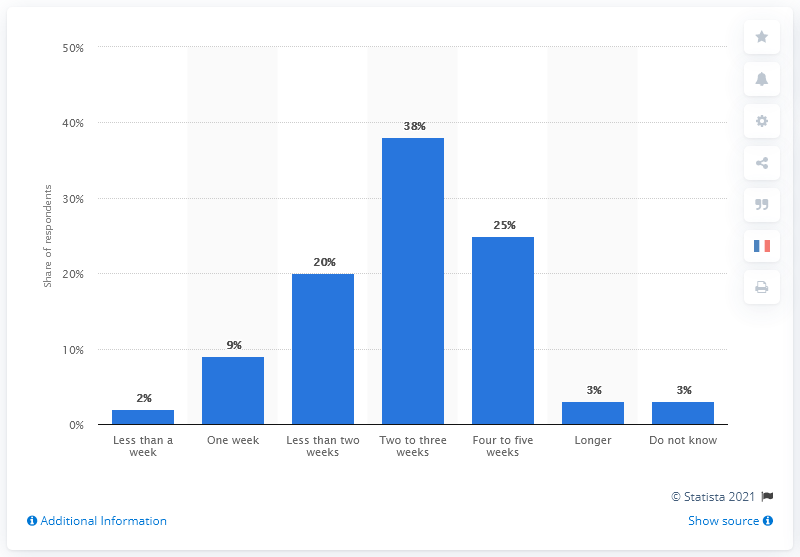 50%
40%
30%
20%
10%
0%
Share of respondents
2%
9%
20%
38%
25%
3%
3%
Less than a week
One week
Less than two weeks
Two to three weeks
Four to five weeks
Longer
Do not know
© Statista 2021
Additional Information
Show source